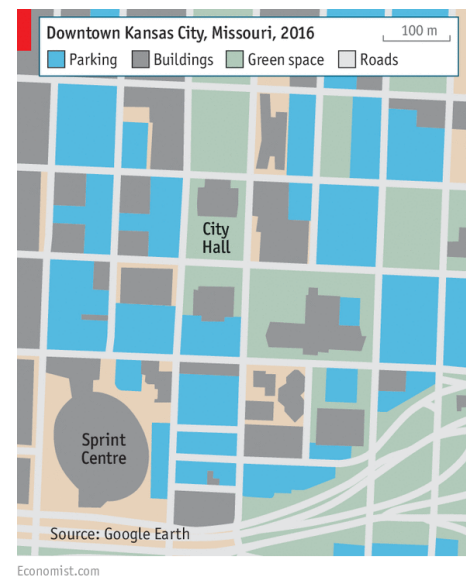 Downtown Kansas City, Missouri, 2016
100 m
Parking Buildings Green space Roads
City
Hall
Sprint
Centre
Source: Google Earth
Economist.com